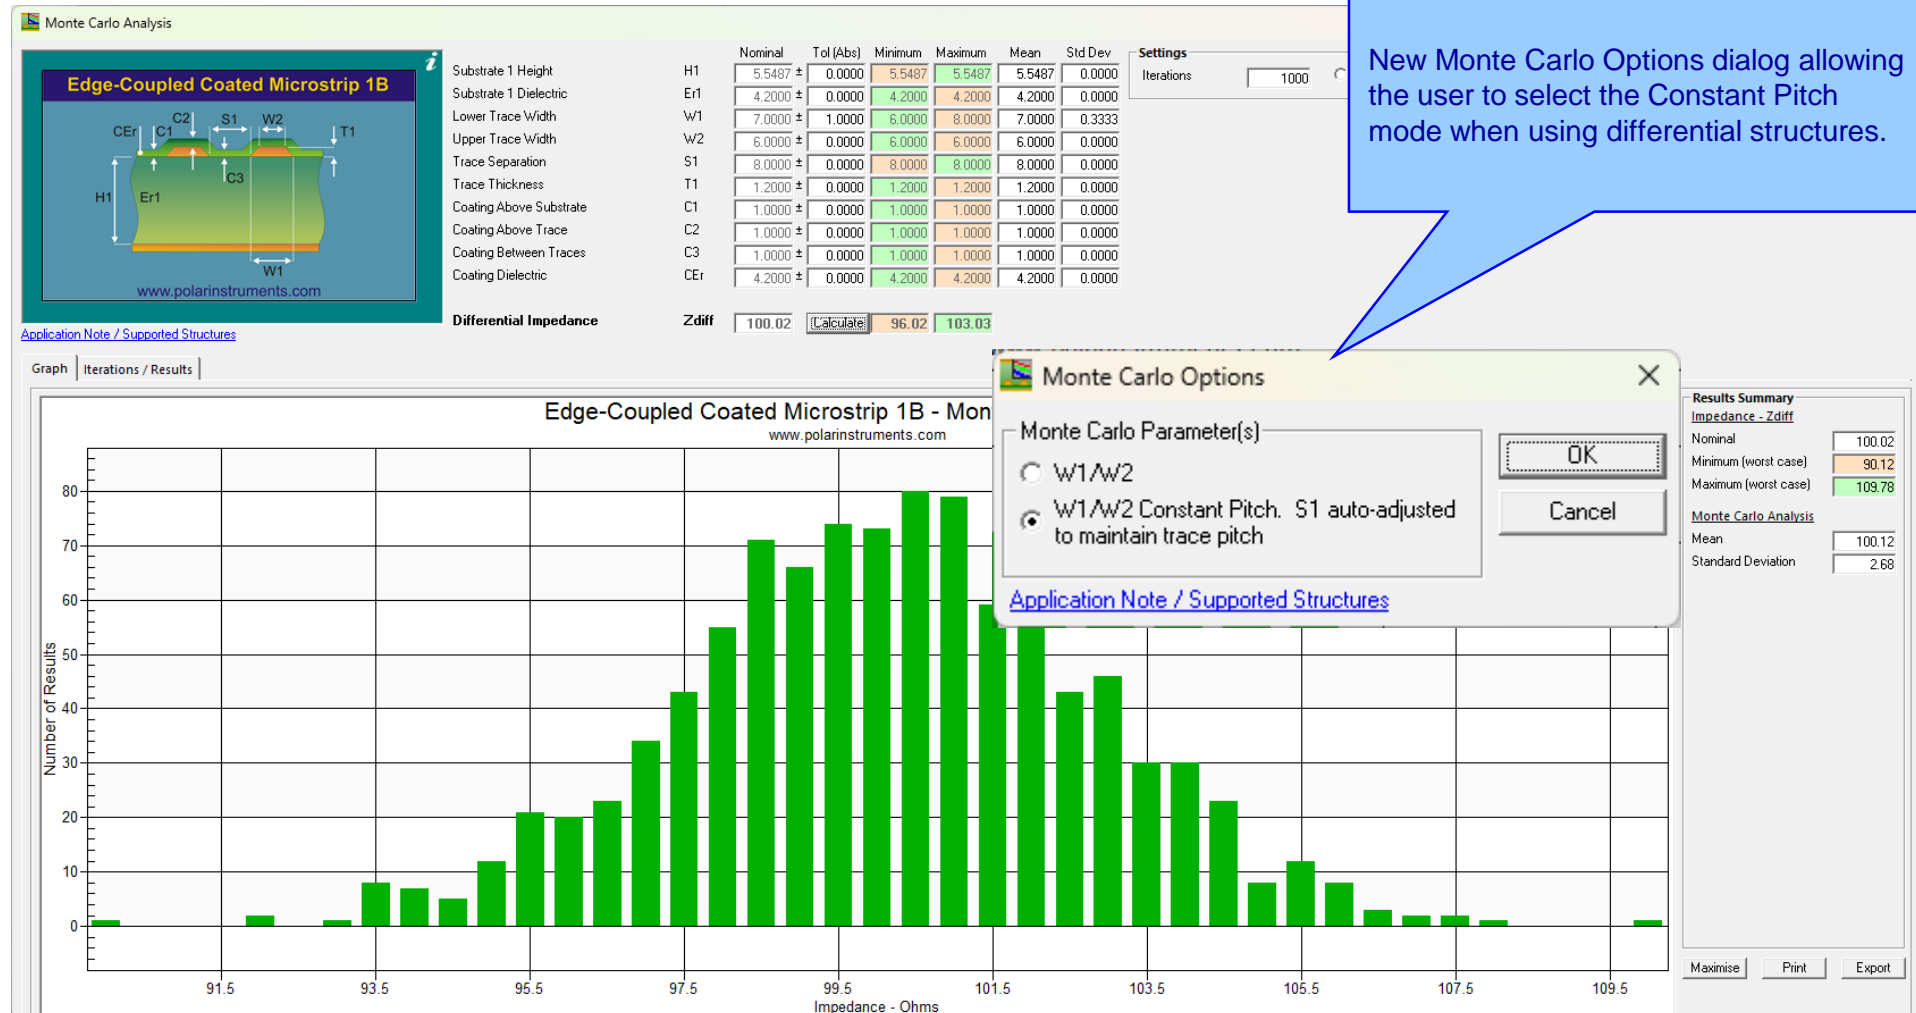 Monte Carlo Analysis
New Monte Carlo Options dialog allowing
the user to select the Constant Pitch
mode when using differential structures.
i
Edge-Coupled Coated Microstrip 1B
CEr C1 C2 S1 W2 T1
C3
H1 Er1
W1
www.polarinstruments.com
Application Note / Supported Structures
Nominal Tol (Abs) Minimum Maximum Mean Std Dev
Substrate 1 Height H1 5.5487 ± 0.0000 5.5487 5.5487 5.5487 0.0000
Substrate 1 Dielectric Er1 4.2000 ± 0.0000 4.2000 4.2000 4.2000 0.0000
Lower Trace Width W1 7.0000 ± 1.0000 6.0000 8.0000 7.0000 0.3333
Upper Trace Width W2 6.0000 ± 0.0000 6.0000 6.0000 6.0000 0.0000
Trace Separation S1 8.0000 ± 0.0000 8.0000 8.0000 8.0000 0.0000
Trace Thickness T1 1.2000 ± 0.0000 1.2000 1.2000 1.2000 0.0000
Coating Above Substrate C1 1.0000 ± 0.0000 1.0000 1.0000 1.0000 0.0000
Coating Above Trace C2 1.0000 ± 0.0000 1.0000 1.0000 1.0000 0.0000
Coating Between Traces C3 1.0000 ± 0.0000 1.0000 1.0000 1.0000 0.0000
Coating Dielectric CEr 4.2000 ± 0.0000 4.2000 4.2000 4.2000 0.0000
Differential Impedance Zdiff 100.02 Calculate 96.02 103.03
Settings
Iterations 1000
Graph Iterations / Results
Edge-Coupled Coated Microstrip 1B - Mon
www.polarinstruments.com
Number of Results
80
70
60
50
40
30
20
10
0
91.5 93.5 95.5 97.5 99.5 101.5 103.5 105.5 107.5 109.5
Impedance - Ohms
Monte Carlo Options
Monte Carlo Parameter(s)
W1/W2
W1/W2 Constant Pitch. S1 auto-adjusted
to maintain trace pitch
OK
Cancel
Application Note / Supported Structures
Results Summary
Impedance - Zdiff
Nominal 100.02
Minimum (worst case) 90.12
Maximum (worst case) 109.78
Monte Carlo Analysis
Mean 100.12
Standard Deviation 2.68
Maximise Print Export